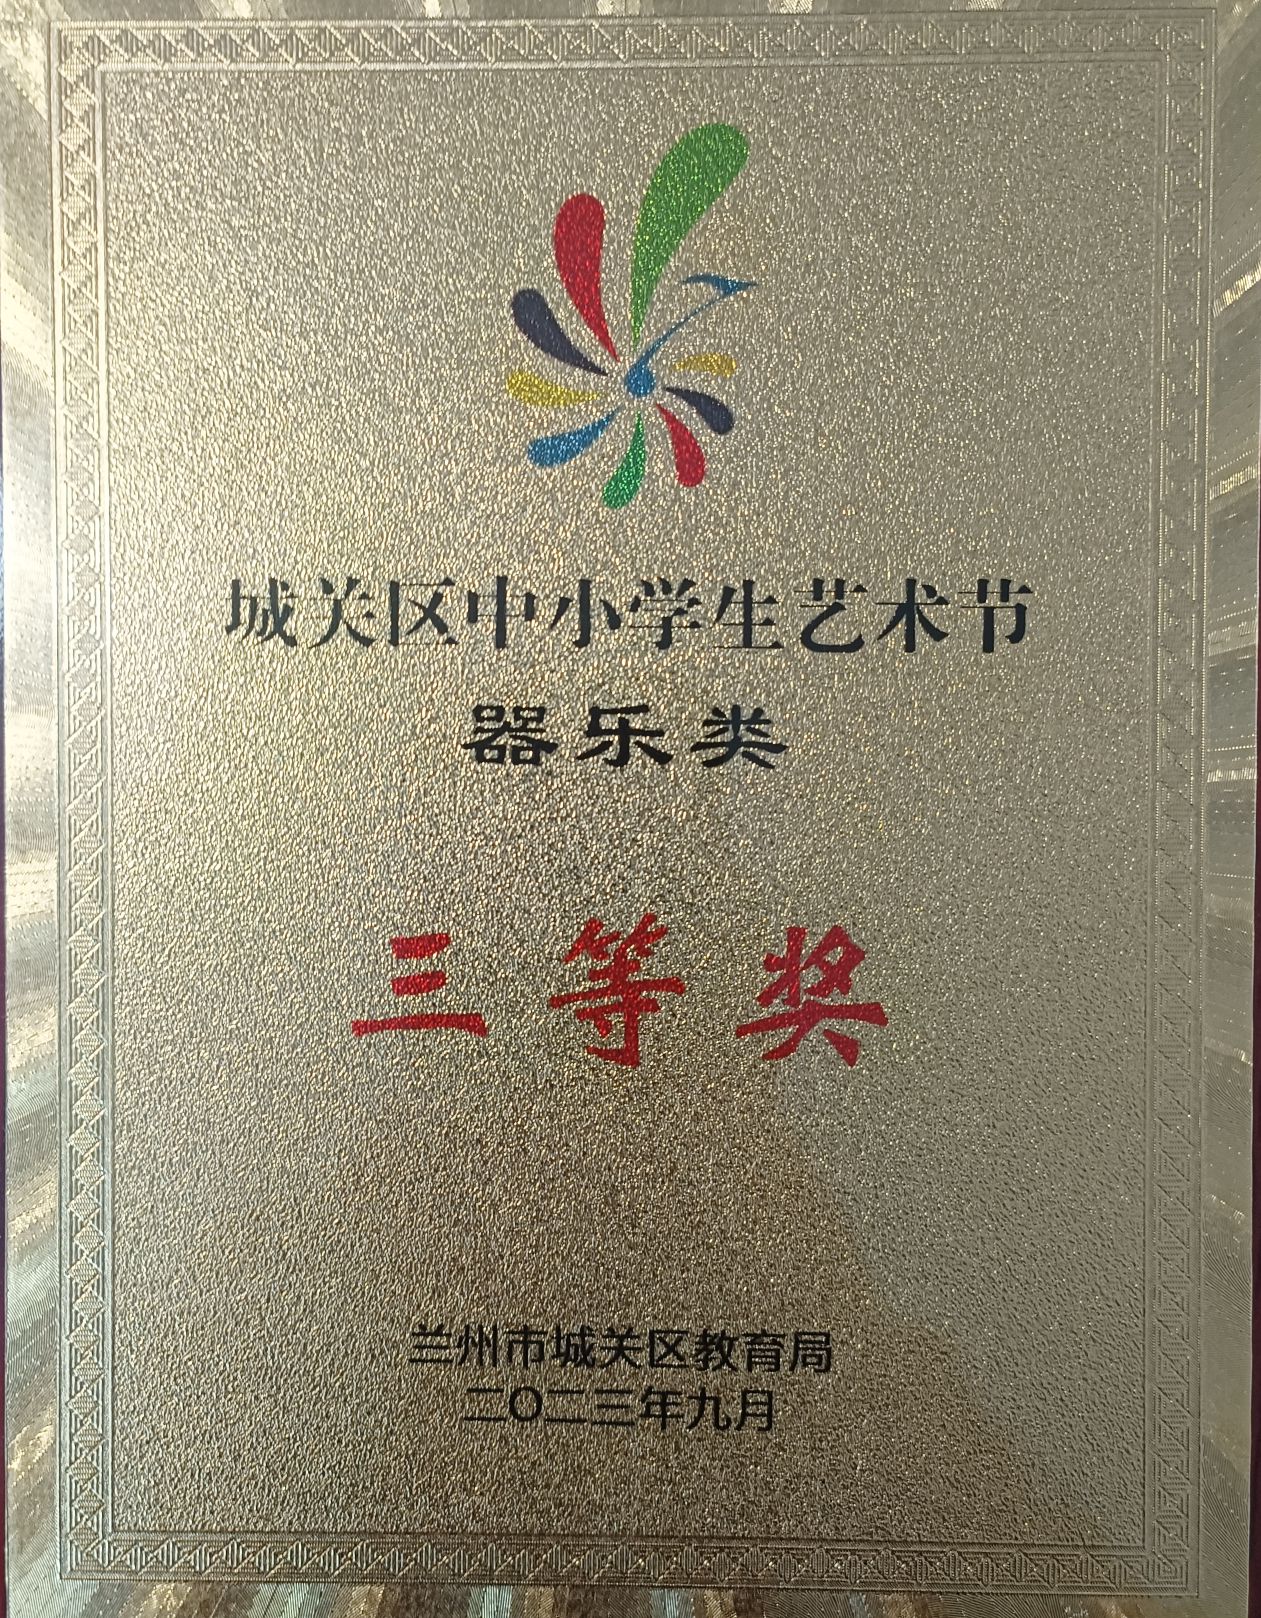 城关区中小学生艺术节
器乐类
三等奖
兰州市城关区教育局
二〇二三年九月